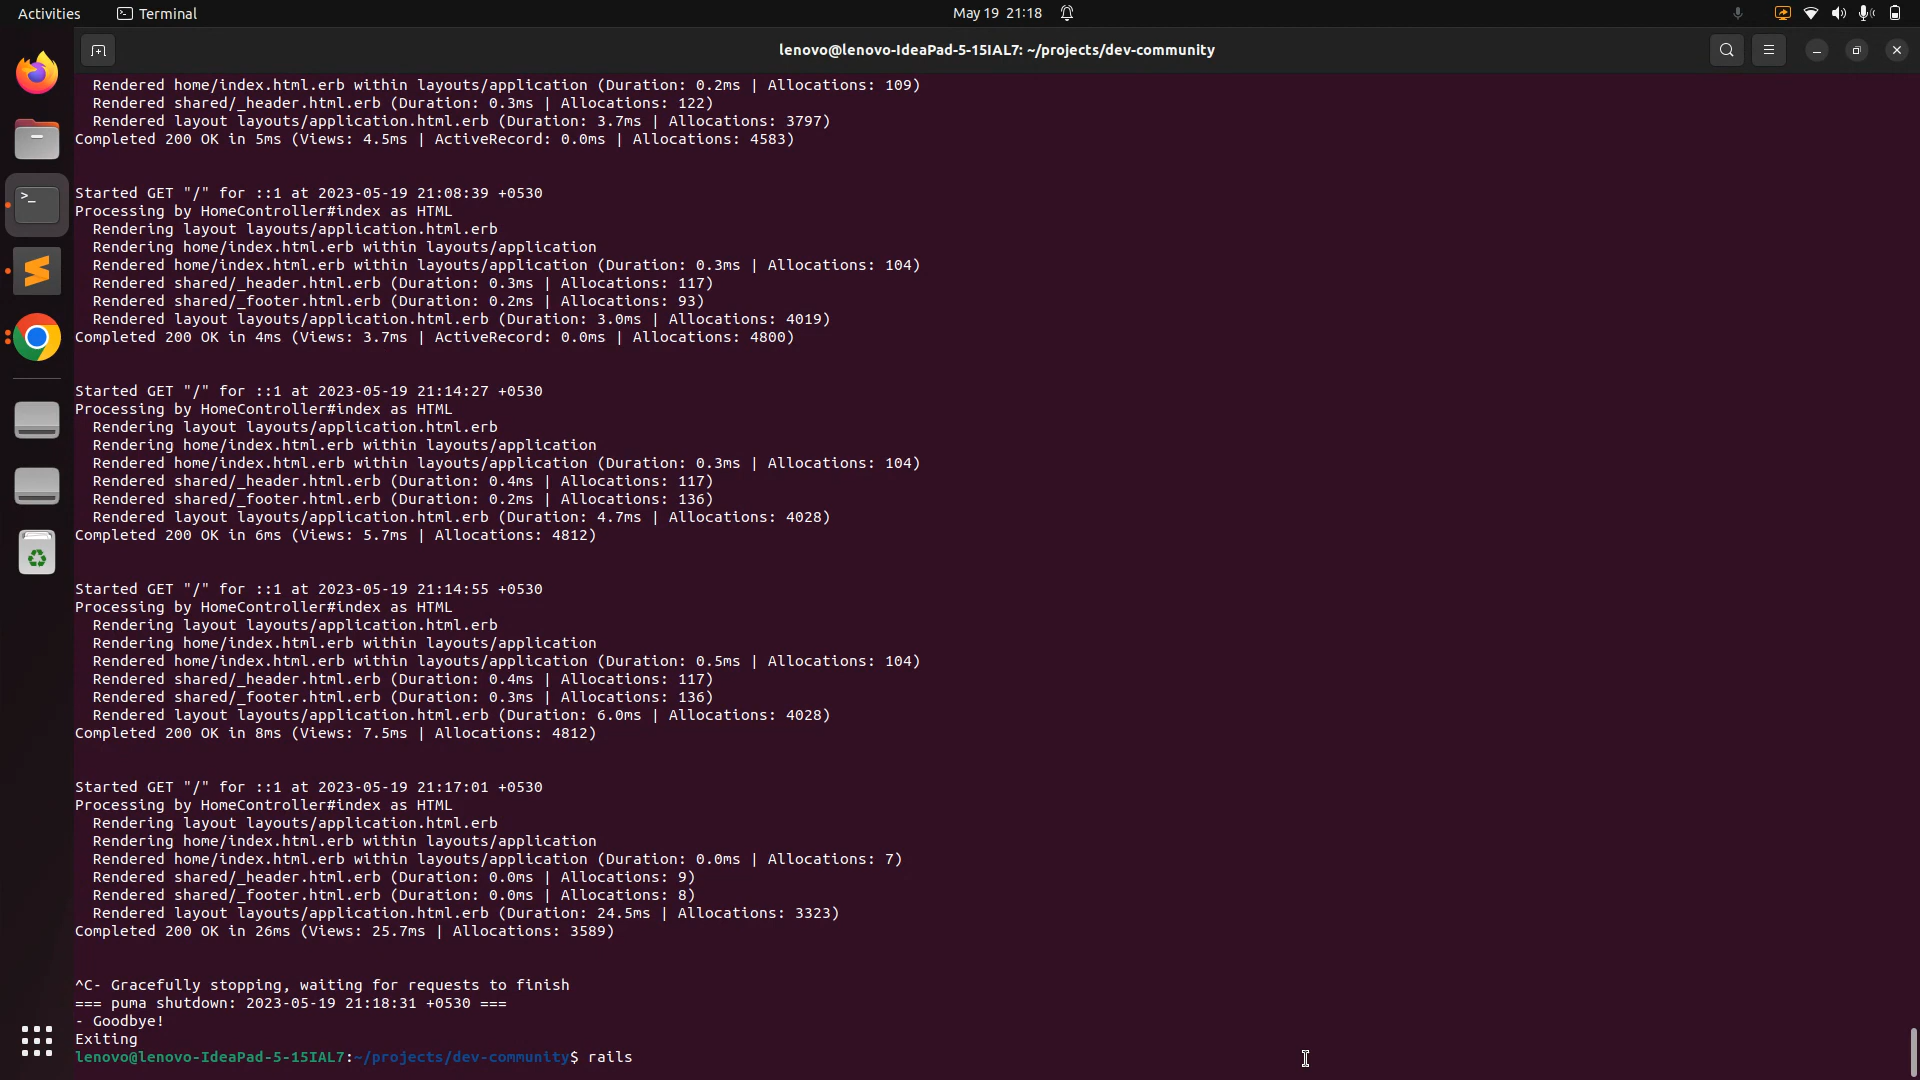 Activities
Terminal
May 19 21:18
lenovo@lenovo-IdeaPad-5-15IAL7: ~/projects/dev-community
  Rendered home/index.html.erb within layouts/application (Duration: 0.2ms | Allocations: 109)
  Rendered shared/_header.html.erb (Duration: 0.3ms | Allocations: 122)
  Rendered layout layouts/application.html.erb (Duration: 3.7ms | Allocations: 3797)
Completed 200 OK in 5ms (Views: 4.5ms | ActiveRecord: 0.0ms | Allocations: 4583)
Started GET "/" for ::1 at 2023-05-19 21:08:39 +0530
Processing by HomeController#index as HTML
  Rendering layout layouts/application.html.erb
  Rendering home/index.html.erb within layouts/application
  Rendered home/index.html.erb within layouts/application (Duration: 0.3ms | Allocations: 104)
  Rendered shared/_header.html.erb (Duration: 0.3ms | Allocations: 117)
  Rendered shared/_footer.html.erb (Duration: 0.2ms | Allocations: 93)
  Rendered layout layouts/application.html.erb (Duration: 3.0ms | Allocations: 4019)
Completed 200 OK in 4ms (Views: 3.7ms | ActiveRecord: 0.0ms | Allocations: 4800)
Started GET "/" for ::1 at 2023-05-19 21:14:27 +0530
Processing by HomeController#index as HTML
  Rendering layout layouts/application.html.erb
  Rendering home/index.html.erb within layouts/application
  Rendered home/index.html.erb within layouts/application (Duration: 0.3ms | Allocations: 104)
  Rendered shared/_header.html.erb (Duration: 0.4ms | Allocations: 117)
  Rendered shared/_footer.html.erb (Duration: 0.2ms | Allocations: 136)
  Rendered layout layouts/application.html.erb (Duration: 4.7ms | Allocations: 4028)
Completed 200 OK in 6ms (Views: 5.7ms | Allocations: 4812)
Started GET "/" for ::1 at 2023-05-19 21:14:55 +0530
Processing by HomeController#index as HTML
  Rendering layout layouts/application.html.erb
  Rendering home/index.html.erb within layouts/application
  Rendered home/index.html.erb within layouts/application (Duration: 0.5ms | Allocations: 104)
  Rendered shared/_header.html.erb (Duration: 0.4ms | Allocations: 117)
  Rendered shared/_footer.html.erb (Duration: 0.3ms | Allocations: 136)
  Rendered layout layouts/application.html.erb (Duration: 6.0ms | Allocations: 4028)
Completed 200 OK in 8ms (Views: 7.5ms | Allocations: 4812)
Started GET "/" for ::1 at 2023-05-19 21:17:01 +0530
Processing by HomeController#index as HTML
  Rendering layout layouts/application.html.erb
  Rendering home/index.html.erb within layouts/application
  Rendered home/index.html.erb within layouts/application (Duration: 0.0ms | Allocations: 7)
  Rendered shared/_header.html.erb (Duration: 0.0ms | Allocations: 9)
  Rendered shared/_footer.html.erb (Duration: 0.0ms | Allocations: 8)
  Rendered layout layouts/application.html.erb (Duration: 24.5ms | Allocations: 3323)
Completed 200 OK in 26ms (Views: 25.7ms | Allocations: 3589)
^C- Gracefully stopping, waiting for requests to finish
=== puma shutdown: 2023-05-19 21:18:31 +0530 ===
- Goodbye!
Exiting
lenovo@lenovo-IdeaPad-5-15IAL7:~/projects/dev-community$ rails